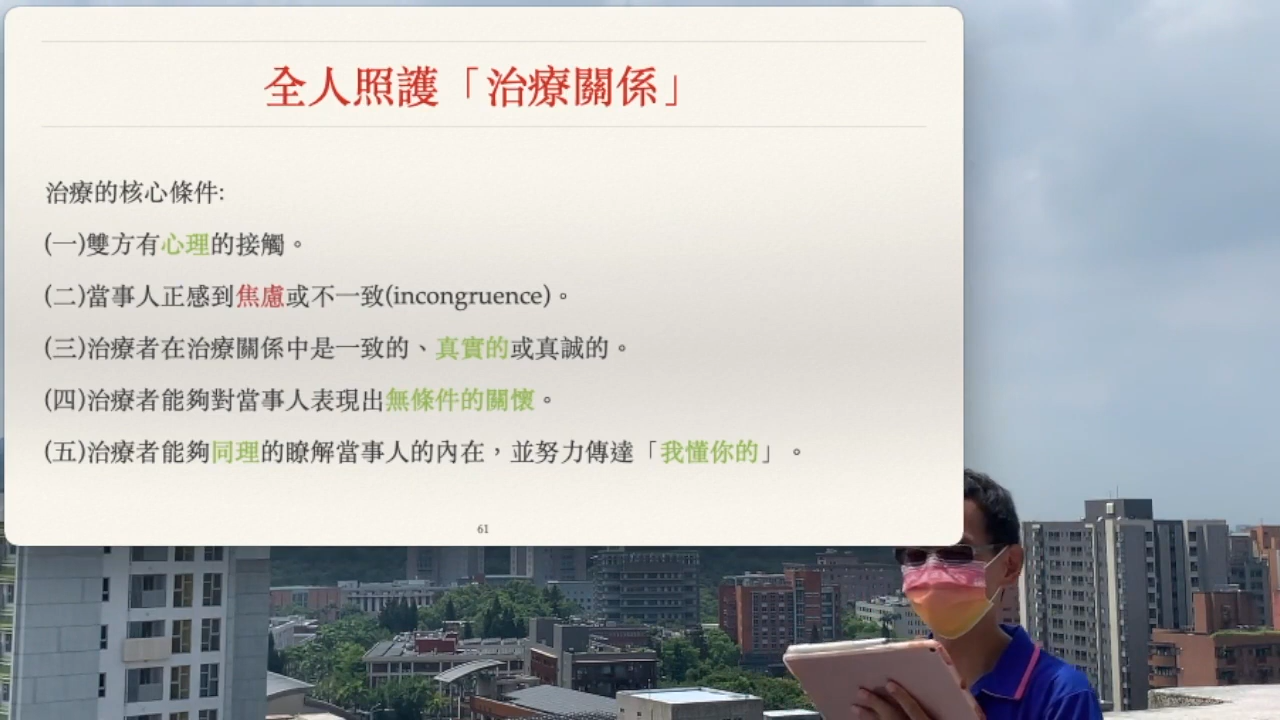 全人照護「治療關係」
治療的核心條件:
(一)雙方有心理的接觸。
(二)當事人正感到焦慮或不一致(incongruence)。
(三)治療者在治療關係中是一致的、真實的或真誠的。
(四)治療者能夠對當事人表現出無條件的關懷。
(五)治療者能夠同理的瞭解當事人的內在，並努力傳達「我懂你的」。
61